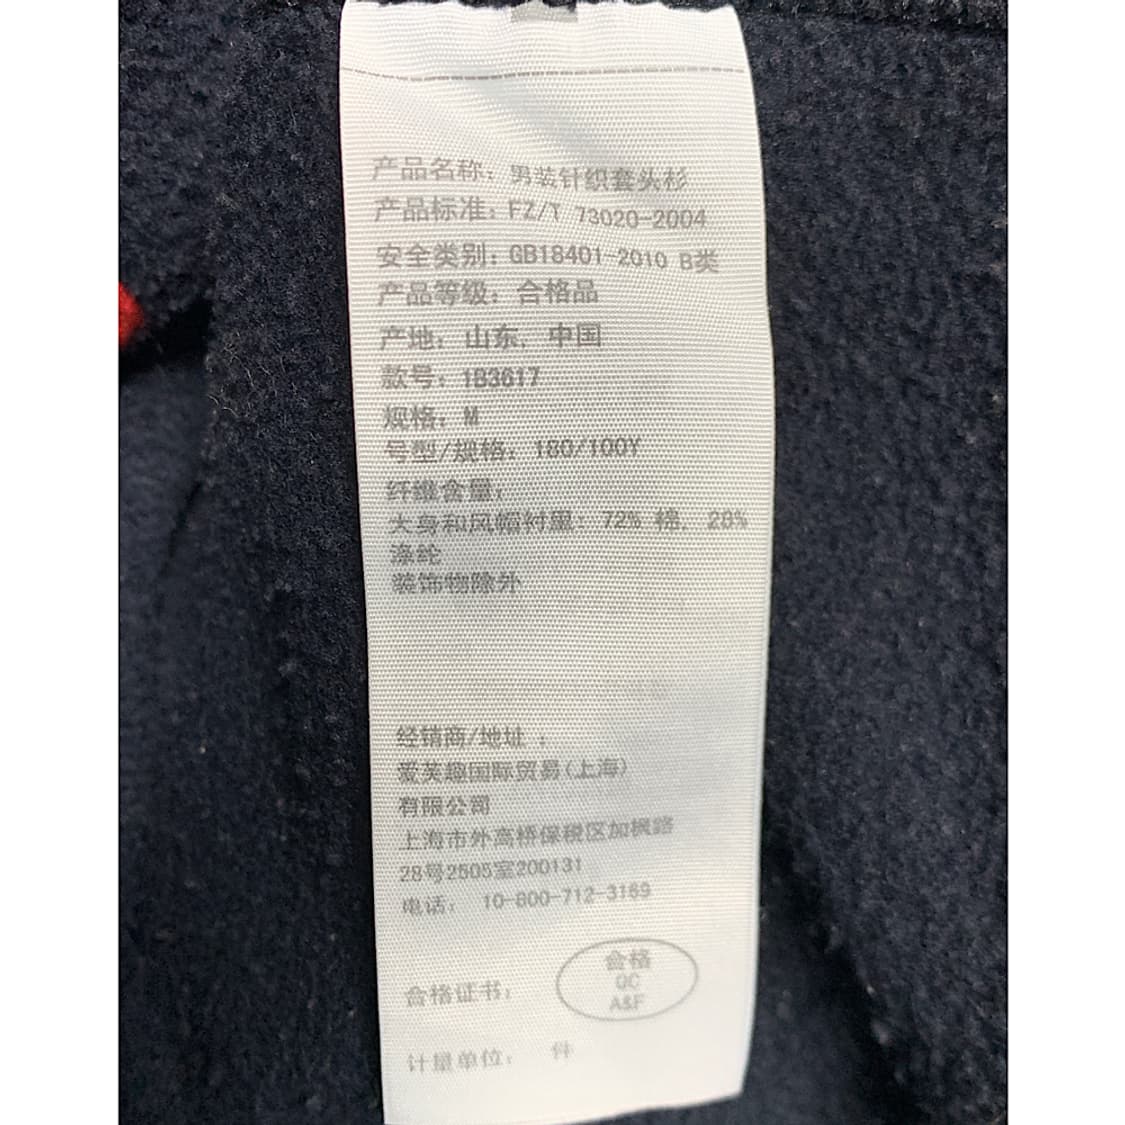 产品名称: 男装针织套头衫
产品标准: FZ/T 73020-2004
安全类别: GB18401-2010 B类
产品等级: 合格品
产地: 山东, 中国
款号: 1B3617
规格: M
号型/规格: 180/100Y
纤维含量:
大身和风帽衬里: 72% 棉, 28%
涤纶
装饰物除外
经销商/地址 :
爱芙趣国际贸易(上海)
有限公司
上海市外高桥保税区加枫路
28号2505室200131
电话: 10-800-712-3169
合格证书:
合格
QC
A&F
计量单位: 件